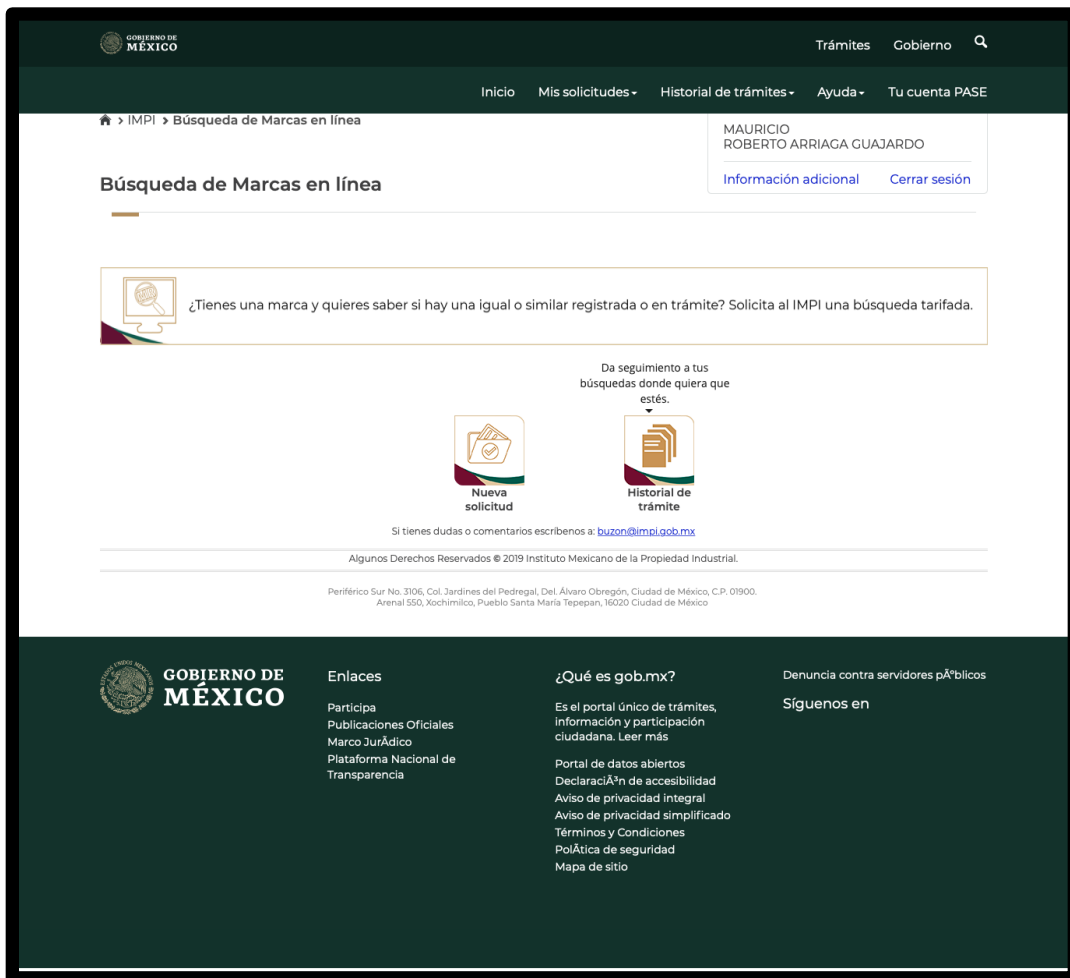 GOBIERNO DE
MÉXICO
Trámites Gobierno
Inicio Mis solicitudes Historial de trámites Ayuda Tu cuenta PASE
> IMPI > Búsqueda de Marcas en línea
MAURICIO
ROBERTO ARRIAGA GUAJARDO
Información adicional Cerrar sesión
Búsqueda de Marcas en línea
¿Tienes una marca y quieres saber si hay una igual o similar registrada o en trámite? Solicita al IMPI una búsqueda tarifada.
Da seguimiento a tus
búsquedas donde quiera que
estés.
Nueva
solicitud
Historial de
trámite
Si tienes dudas o comentarios escríbenos a: buzon@impi.gob.mx
Algunos Derechos Reservados © 2019 Instituto Mexicano de la Propiedad Industrial.
Periférico Sur No. 3106, Col. Jardines del Pedregal, Del. Álvaro Obregón, Ciudad de México, C.P. 01900.
Arenal 550, Xochimilco, Pueblo Santa María Tepepan, 16020 Ciudad de México
GOBIERNO DE
MÉXICO
Enlaces
Participa
Publicaciones Oficiales
Marco JurÃdico
Plataforma Nacional de
Transparencia
¿Qué es gob.mx?
Es el portal único de trámites,
información y participación
ciudadana. Leer más
Portal de datos abiertos
DeclaraciÃ³n de accesibilidad
Aviso de privacidad integral
Aviso de privacidad simplificado
Términos y Condiciones
PolÃtica de seguridad
Mapa de sitio
Denuncia contra servidores pÃºblicos
Síguenos en